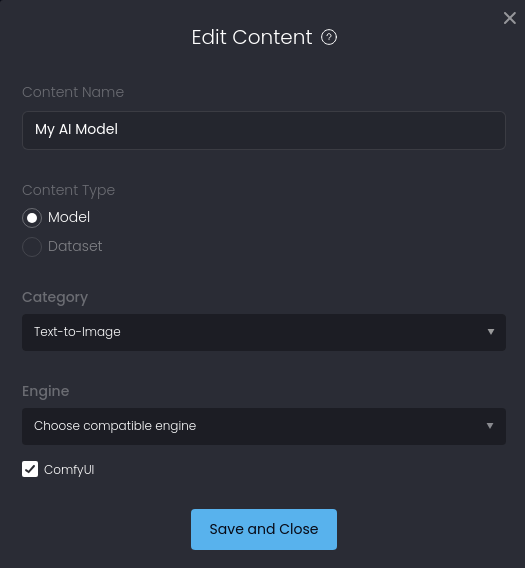 Edit Content ?
Content Name
My AI Model
Content Type
Model
Dataset
Category
Text-to-Image
Engine
Choose compatible engine
ComfyUI
Save and Close